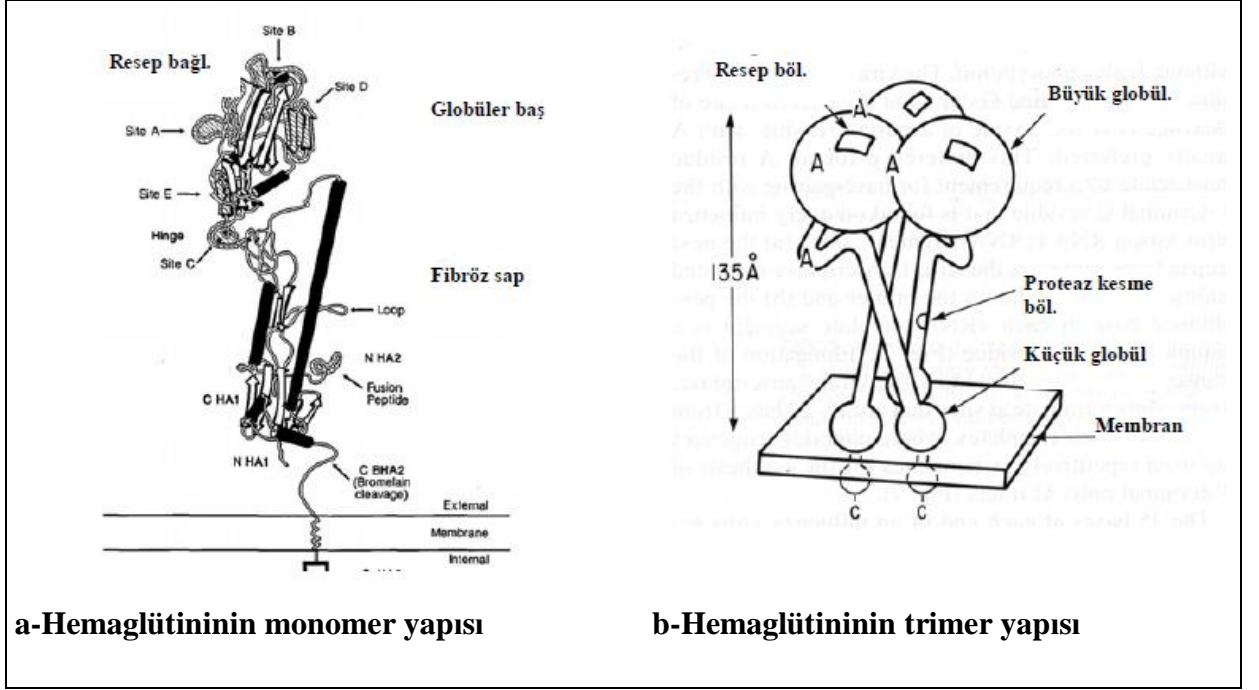 Site B
Resep bağl.
Site D
Globüler baş
Site A
Site E
Hinge
Site C
Fibröz sap
Loop
N HA2
Fusion
Peptide
C HA1
N HA1
C BHA2
(Bromelain
cleavage)
External
Membrane
Internal
Resep böl.
Büyük globül.
A
A
A
A
135Å
Proteaz kesme
böl.
Küçük globül
Membran
C
C
a-Hemaglütininin monomer yapısı
b-Hemaglütininin trimer yapısı